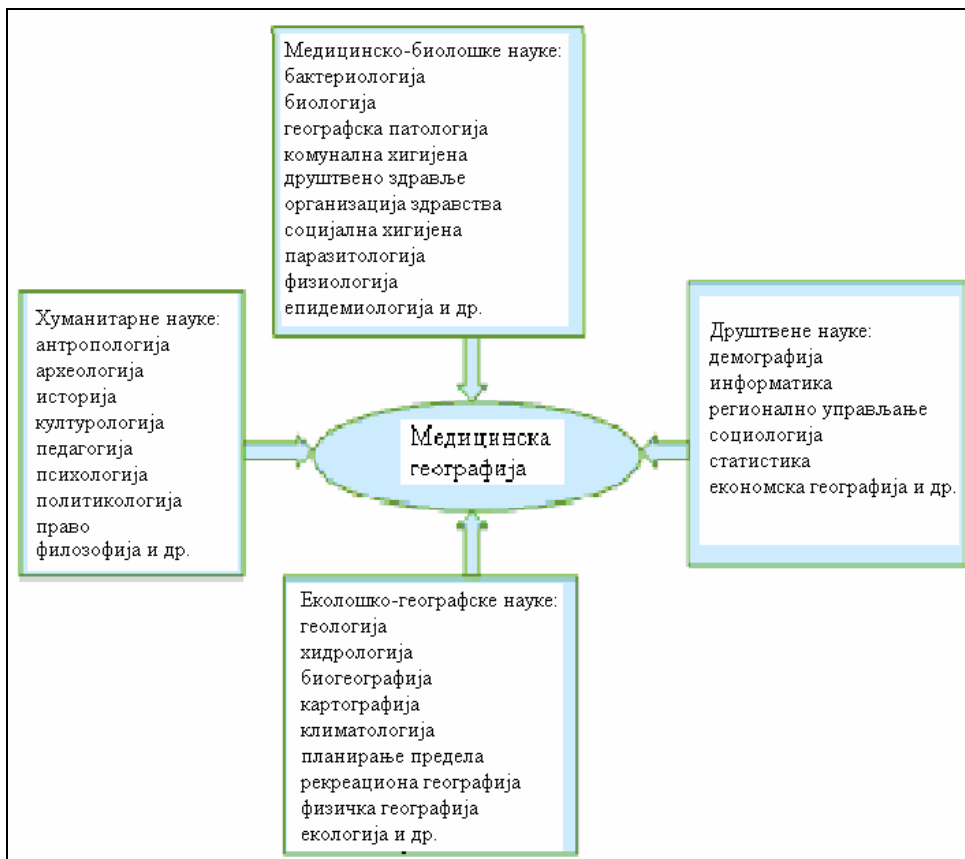 Медицинско-биолошке науке:
бактериологија
биологија
географска патологија
комунална хигијена
друштвено здравље
организација здравства
социјална хигијена
паразитологија
физиологија
епидемиологија и др.
Хуманитарне науке:
антропологија
археологија
историја
културологија
педагогија
психологија
политикологија
право
филозофија и др.
Медицинска
географија
Друштвене науке:
демографија
информатика
регионално управљање
социологија
статистика
економска географија и др.
Еколошко-географске науке:
геологија
хидрологија
биогеографија
картографија
климатологија
планирање предела
рекреациона географија
физичка географија
екологија и др.